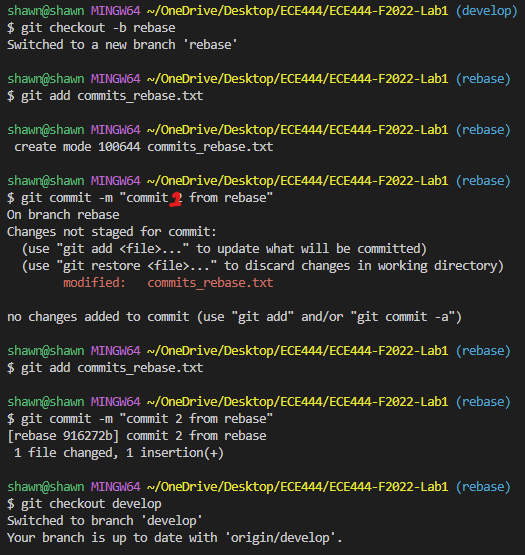 shawn@shawn MINGW64 ~/OneDrive/Desktop/ECE444/ECE444-F2022-Lab1 (develop)
$ git checkout -b rebase
Switched to a new branch 'rebase'
shawn@shawn MINGW64 ~/OneDrive/Desktop/ECE444/ECE444-F2022-Lab1 (rebase)
$ git add commits_rebase.txt
shawn@shawn MINGW64 ~/OneDrive/Desktop/ECE444/ECE444-F2022-Lab1 (rebase)
 create mode 100644 commits_rebase.txt
shawn@shawn MINGW64 ~/OneDrive/Desktop/ECE444/ECE444-F2022-Lab1 (rebase)
$ git commit -m "commit 2 from rebase"
On branch rebase
Changes not staged for commit:
  (use "git add <file>..." to update what will be committed)
  (use "git restore <file>..." to discard changes in working directory)
        modified:   commits_rebase.txt
no changes added to commit (use "git add" and/or "git commit -a")
shawn@shawn MINGW64 ~/OneDrive/Desktop/ECE444/ECE444-F2022-Lab1 (rebase)
$ git add commits_rebase.txt
shawn@shawn MINGW64 ~/OneDrive/Desktop/ECE444/ECE444-F2022-Lab1 (rebase)
$ git commit -m "commit 2 from rebase"
[rebase 916272b] commit 2 from rebase
 1 file changed, 1 insertion(+)
shawn@shawn MINGW64 ~/OneDrive/Desktop/ECE444/ECE444-F2022-Lab1 (rebase)
$ git checkout develop
Switched to branch 'develop'
Your branch is up to date with 'origin/develop'.